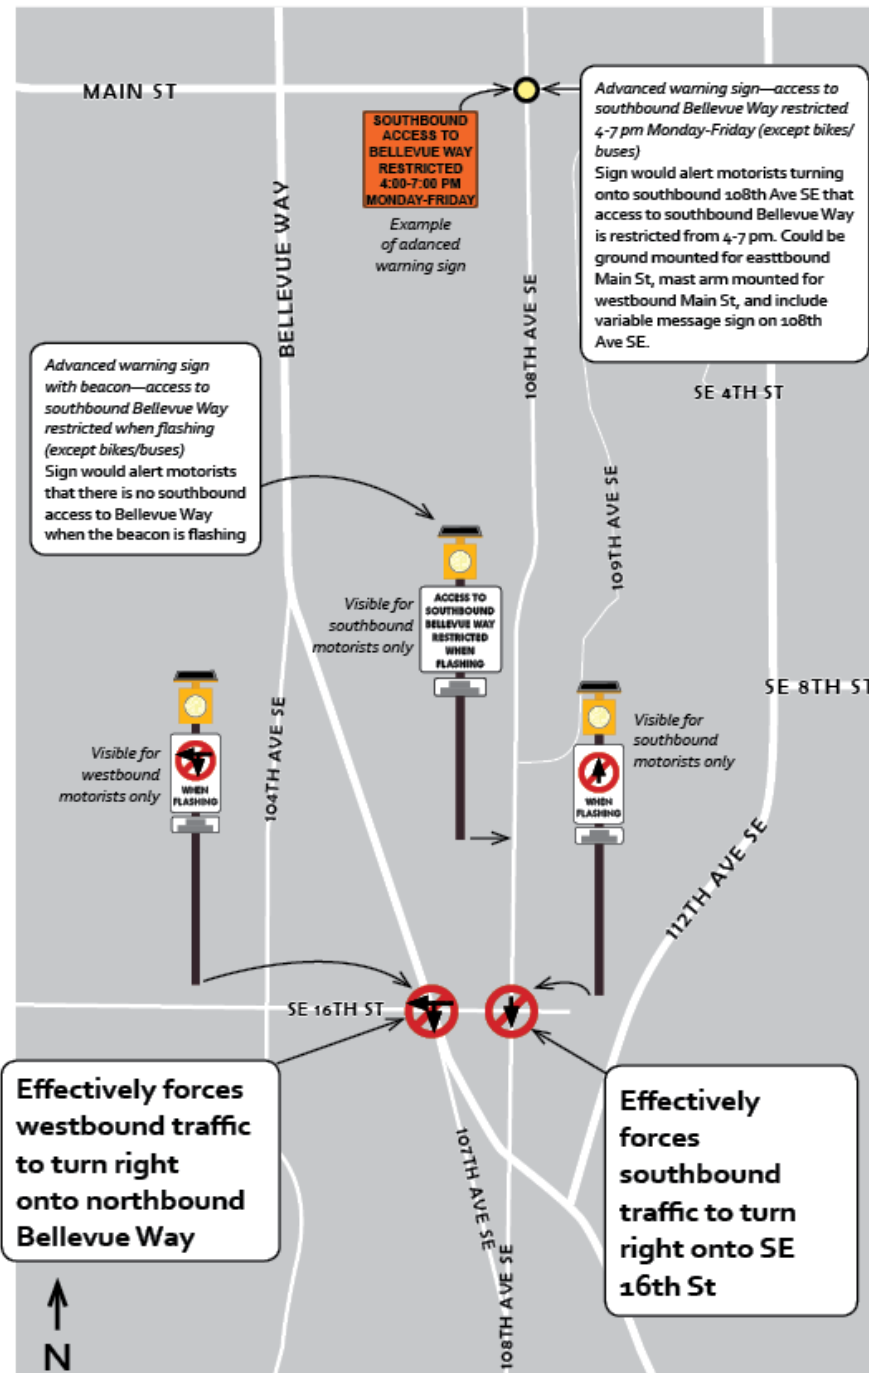 MAIN ST
SOUTHBOUND
ACCESS TO
BELLEVUE WAY
RESTRICTED
4:00-7:00 PM
MONDAY-FRIDAY
Example
of adanced
warning sign
Advanced warning sign—access to
southbound Bellevue Way restricted
4-7 pm Monday-Friday (except bikes/
buses)
Sign would alert motorists turning
onto southbound 108th Ave SE that
access to southbound Bellevue Way
is restricted from 4-7 pm. Could be
ground mounted for easttbound
Main St, mast arm mounted for
westbound Main St, and include
variable message sign on 108th
Ave SE.
BELLEVUE WAY
108TH AVE SE
SE 4TH ST
Advanced warning sign
with beacon—access to
southbound Bellevue Way
restricted when flashing
(except bikes/buses)
Sign would alert motorists
that there is no southbound
access to Bellevue Way
when the beacon is flashing
109TH AVE SE
Visible for
southbound
motorists only
ACCESS TO
SOUTHBOUND
BELLEVUE WAY
RESTRICTED
WHEN
FLASHING
SE 8TH ST
Visible for
westbound
motorists only
WHEN
FLASHING
104TH AVE SE
WHEN
FLASHING
Visible for
southbound
motorists only
112TH AVE SE
SE 16TH ST
Effectively forces
westbound traffic
to turn right
onto northbound
Bellevue Way
Effectively
forces
southbound
traffic to turn
right onto SE
16th St
107TH AVE SE
108TH AVE SE
N